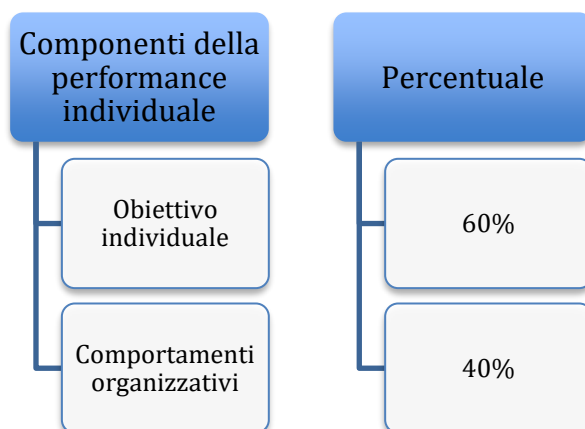 Componenti della
performance
individuale
Percentuale
Obiettivo
individuale
60%
Comportamenti
organizzativi
40%